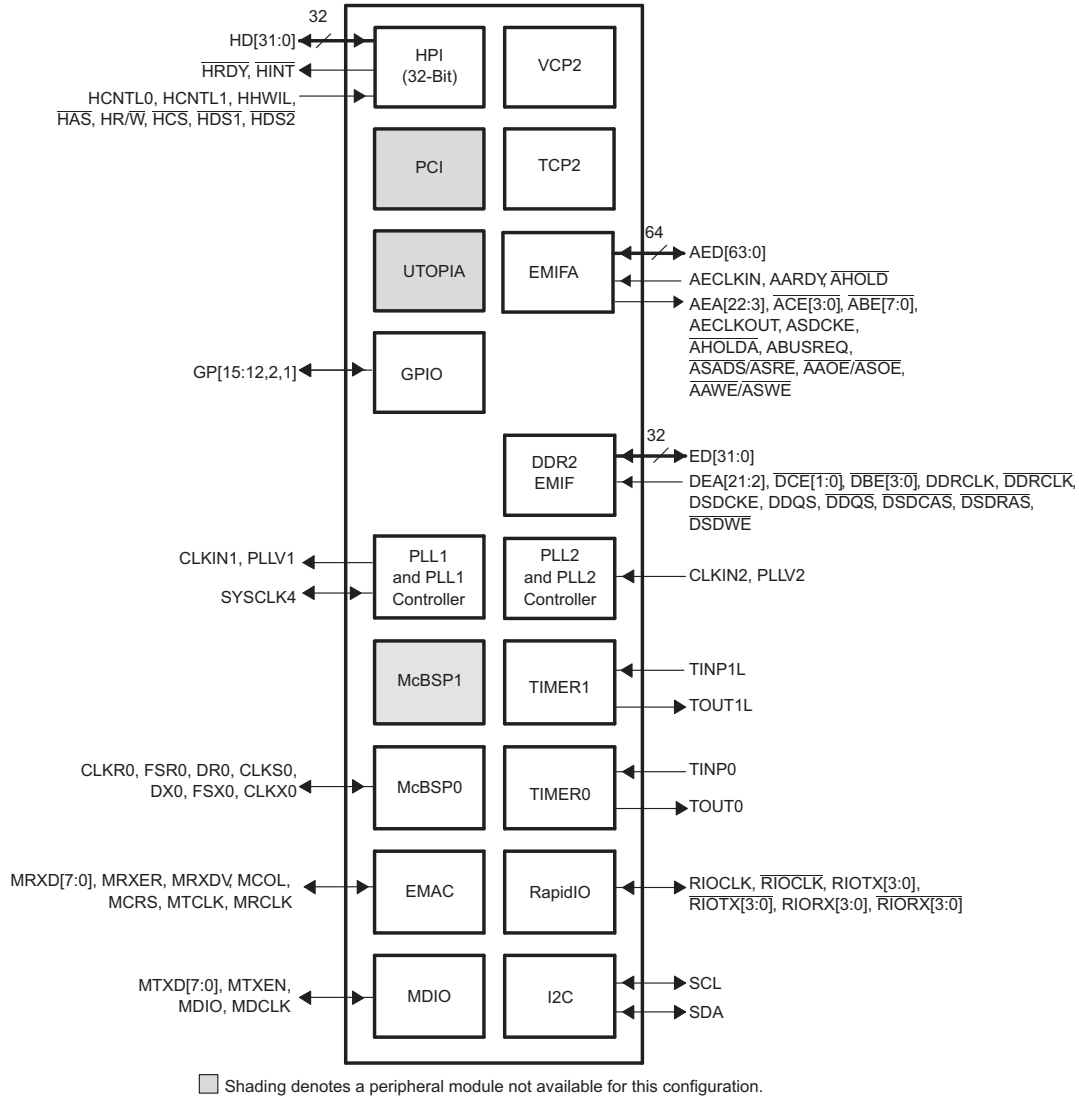 32
HD[31:0]
HRDY, HINT
HCNTL0, HCNTL1, HHWIL,
HAS, HR/W, HCS, HDS1, HDS2
HPI
(32-Bit)
VCP2
PCI
TCP2
UTOPIA
EMIFA
64
AED[63:0]
AECLKIN, AARDY, AHOLD
AEA[22:3], ACE[3:0], ABE[7:0],
AECLKOUT, ASDCKE,
AHOLDA, ABUSREQ,
ASADS/ASRE, AAOE/ASOE,
AAWE/ASWE
GP[15:12,2,1]
GPIO
DDR2
EMIF
32
ED[31:0]
DEA[21:2], DCE[1:0], DBE[3:0], DDRCLK, DDRCLK,
DSDCKE, DDQS, DDQS, DSDCAS, DSDRAS,
DSDWE
CLKIN1, PLLV1
SYSCLK4
PLL1
and PLL1
Controller
PLL2
and PLL2
Controller
CLKIN2, PLLV2
McBSP1
TIMER1
TINP1L
TOUT1L
CLKR0, FSR0, DR0, CLKS0,
DX0, FSX0, CLKX0
McBSP0
TIMER0
TINP0
TOUT0
MRXD[7:0], MRXER, MRXDV, MCOL,
MCRS, MTCLK, MRCLK
EMAC
RapidIO
RIOCLK, RIOCLK, RIOTX[3:0],
RIOTX[3:0], RIORX[3:0], RIORX[3:0]
MTXD[7:0], MTXEN,
MDIO, MDCLK
MDIO
I2C
SCL
SDA
Shading denotes a peripheral module not available for this configuration.